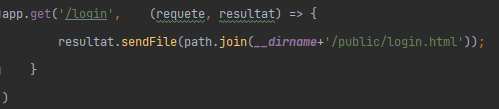 app.get('/login', (requete, resultat) => {
resultat.sendFile(path.join(__dirname+'/public/login.html'));
}
)